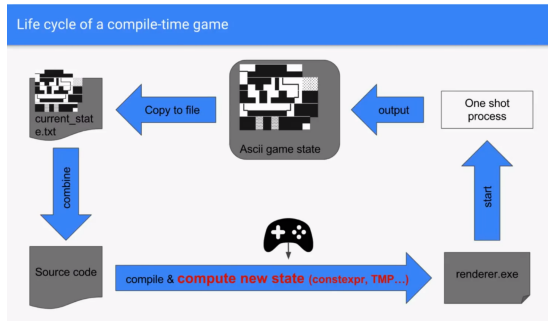 Life cycle of a compile-time game
current_stat
e.txt
Copy to file
Ascii game state
output
One shot
process
combine
start
Source code
compile & compute new state (constexpr, TMP...)
renderer.exe